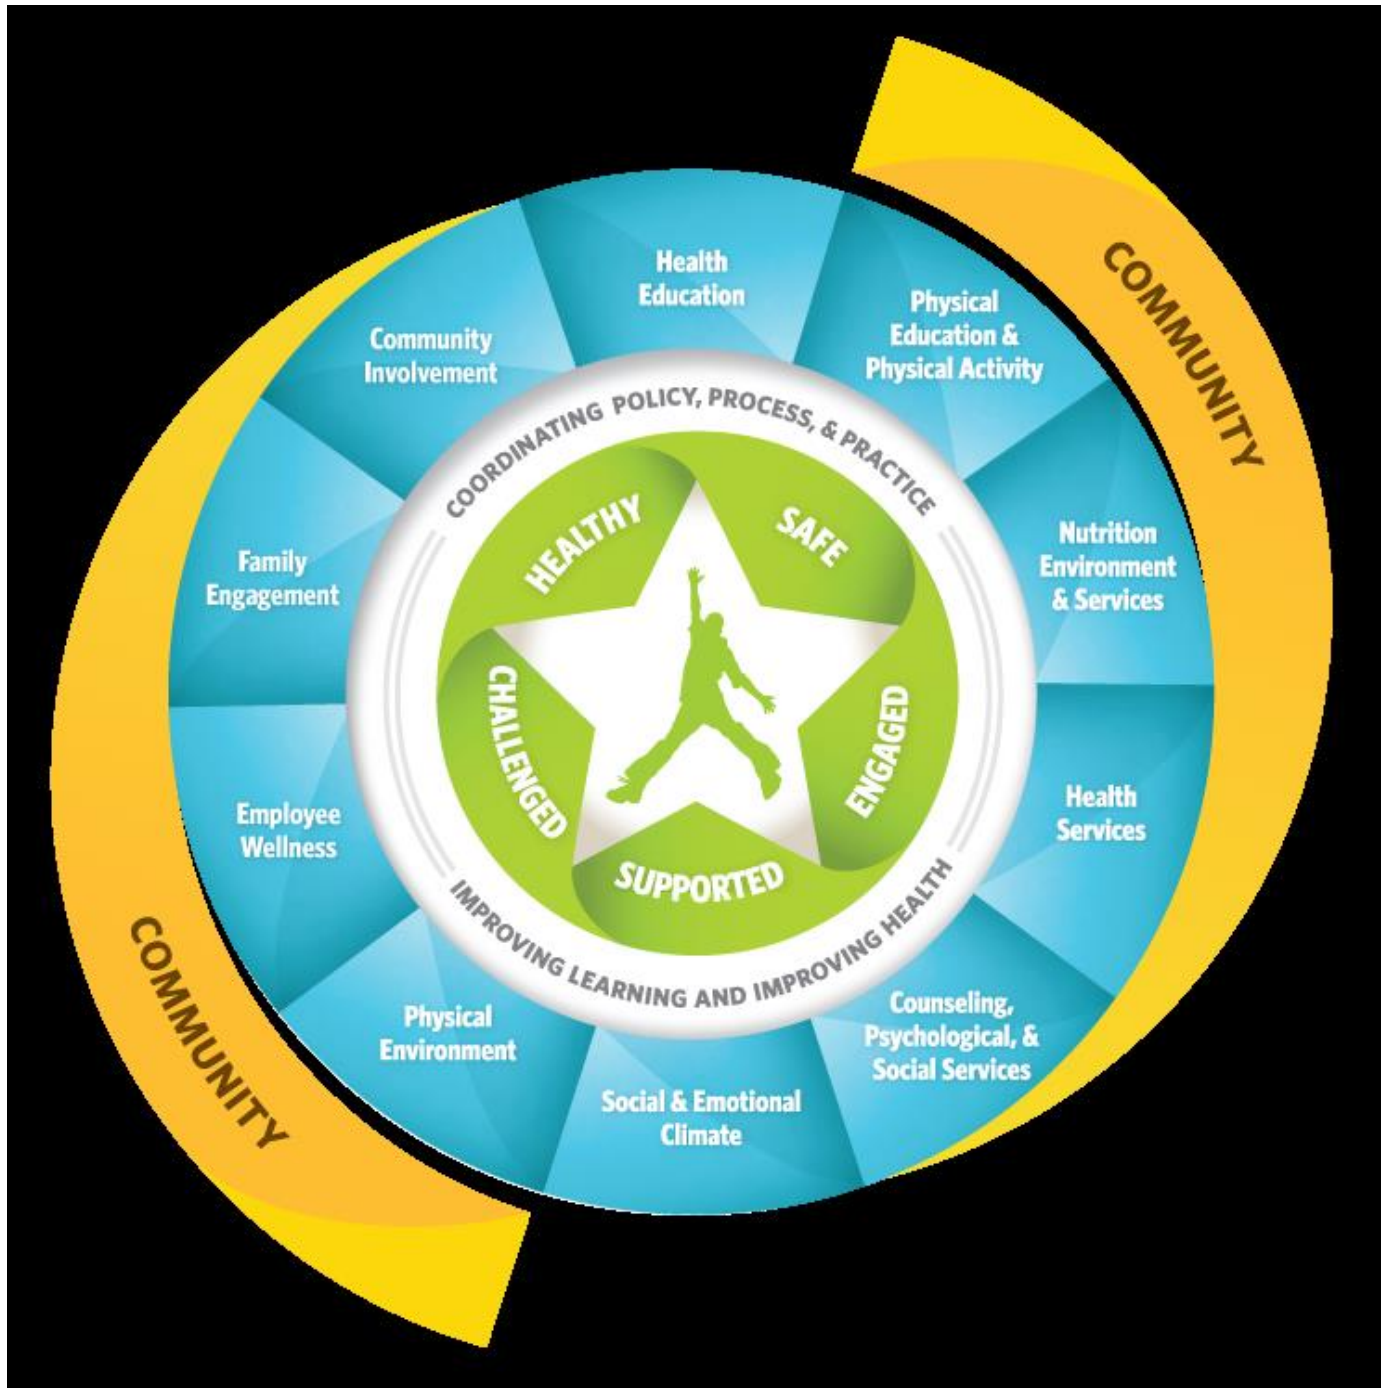 COMMUNITY
Health
Education
Physical
Education &
Physical Activity
Nutrition
Environment
& Services
Health
Services
Counseling,
Psychological, &
Social Services
Social & Emotional
Climate
Physical
Environment
Employee
Wellness
Family
Engagement
Community
Involvement
COORDINATING POLICY, PROCESS, & PRACTICE
IMPROVING LEARNING AND IMPROVING HEALTH
HEALTHY
SAFE
ENGAGED
SUPPORTED
CHALLENGED
COMMUNITY